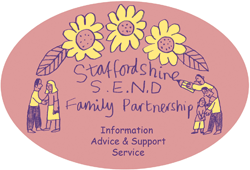 Staffordshire
S.E.N.D
Family Partnership
Information
Advice & Support
Service